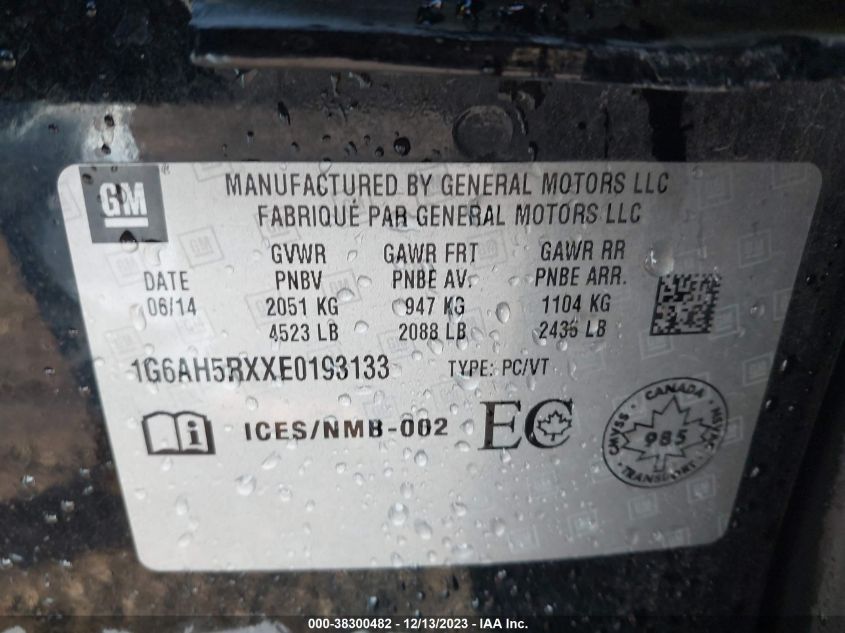 GM
MANUFACTURED BY GENERAL MOTORS LLC
FABRIQUÉ PAR GENERAL MOTORS LLC
GVWR GAWR FRT GAWR RR
DATE PNBV PNBE AV. PNBE ARR.
06/14 2051 KG 947 KG 1104 KG
4523 LB 2088 LB 2435 LB
1G6AH5RXXE0193133 TYPE: PC/VT
ICES/NMB-002 EC
CANADA
CMVSS NSVAC
985
TRANSPORT
000-38300482 - 12/13/2023 - IAA Inc.